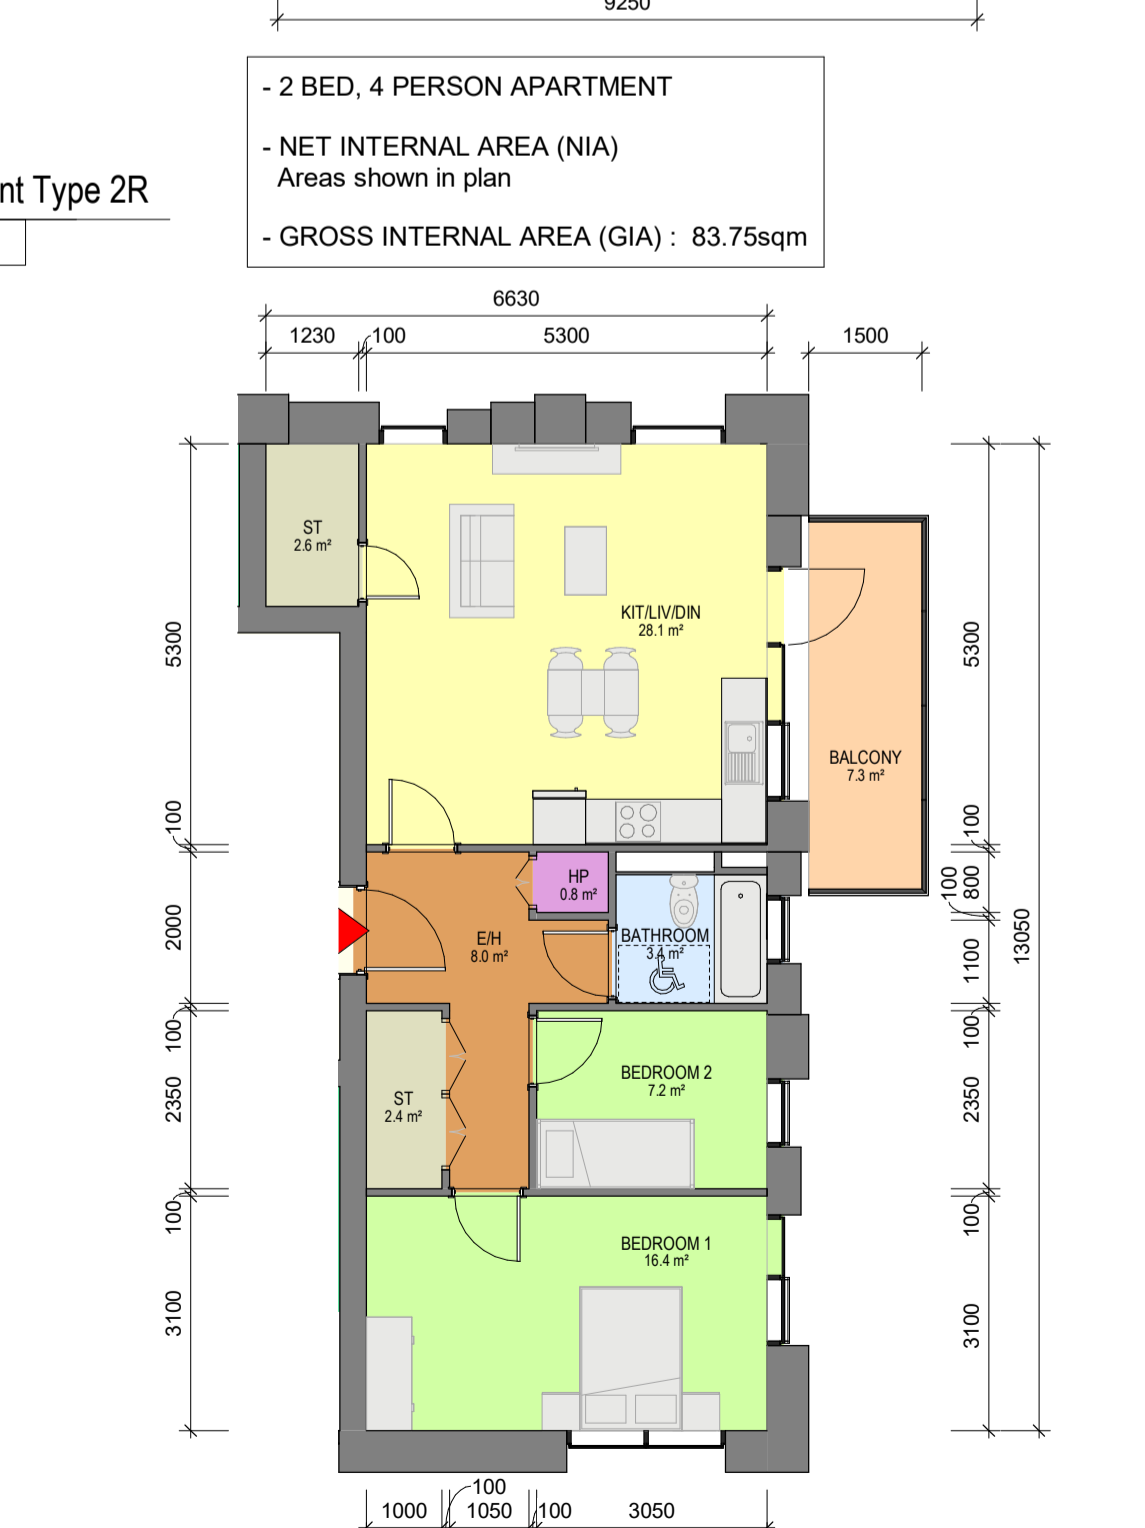 9250
- 2 BED, 4 PERSON APARTMENT
- NET INTERNAL AREA (NIA)
Areas shown in plan
- GROSS INTERNAL AREA (GIA) : 83.75sqm
nt Type 2R
6630
1230
100
5300
1500
ST
2.6 m²
KIT/LIV/DIN
28.1 m²
BALCONY
7.3 m²
HP
0.8 m²
E/H
8.0 m²
BATHROOM
3.4 m²
ST
2.4 m²
BEDROOM 2
7.2 m²
BEDROOM 1
16.4 m²
5300
100
2000
100
2350
100
3100
5300
100
800
100
1100
100
2350
100
3100
13050
1000
100
1050
100
3050